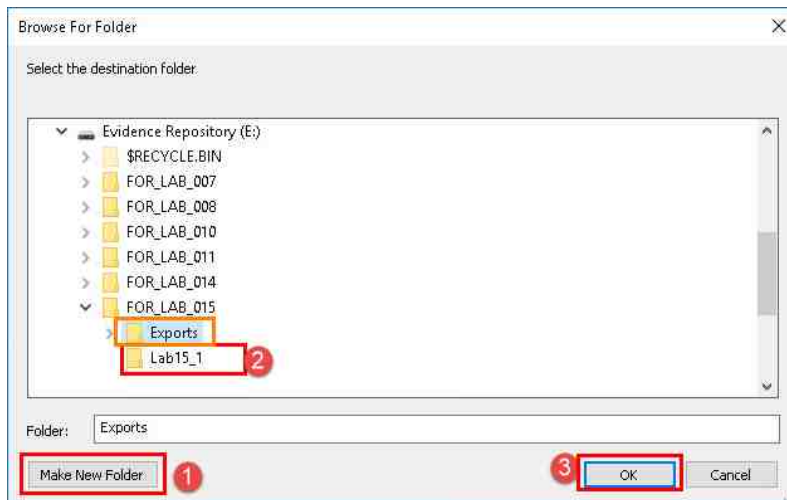 Browse For Folder
Select the destination folder
Evidence Repository (E:)
$RECYCLE.BIN
FOR_LAB_007
FOR_LAB_008
FOR_LAB_010
FOR_LAB_011
FOR_LAB_014
FOR_LAB_015
Exports
Lab15_1 2
Folder: Exports
Make New Folder 1 3 OK Cancel